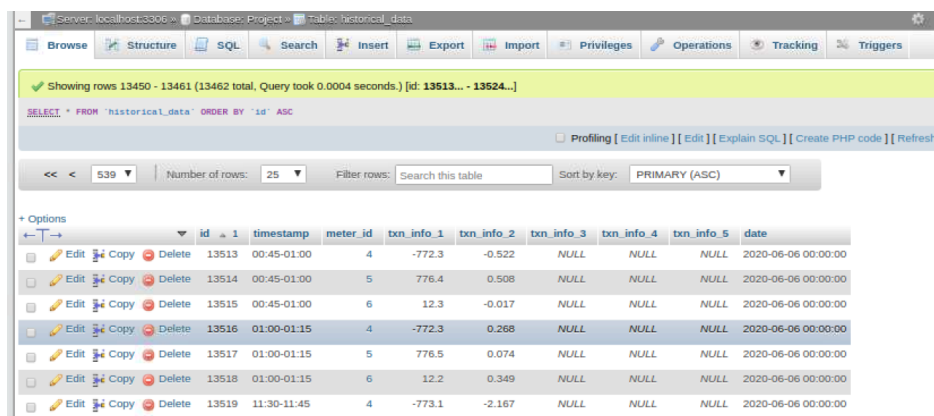 Server: localhost:3306 » Database: Project » Table: historical_data
Browse Structure SQL Search Insert Export Import Privileges Operations Tracking Triggers
Showing rows 13450 - 13461 (13462 total, Query took 0.0004 seconds.) [id: 13513... - 13524...]
SELECT * FROM `historical_data` ORDER BY `id` ASC
Profiling [ Edit inline ] [ Edit ] [ Explain SQL ] [ Create PHP code ] [ Refresh
<< < 539 ▼ Number of rows: 25 ▼ Filter rows: Search this table Sort by key: PRIMARY (ASC) ▼
+ Options
←T→ ▼ id ▲ 1 timestamp meter_id txn_info_1 txn_info_2 txn_info_3 txn_info_4 txn_info_5 date
Edit Copy Delete 13513 00:45-01:00 4 -772.3 -0.522 NULL NULL NULL 2020-06-06 00:00:00
Edit Copy Delete 13514 00:45-01:00 5 776.4 0.508 NULL NULL NULL 2020-06-06 00:00:00
Edit Copy Delete 13515 00:45-01:00 6 12.3 -0.017 NULL NULL NULL 2020-06-06 00:00:00
Edit Copy Delete 13516 01:00-01:15 4 -772.3 0.268 NULL NULL NULL 2020-06-06 00:00:00
Edit Copy Delete 13517 01:00-01:15 5 776.5 0.074 NULL NULL NULL 2020-06-06 00:00:00
Edit Copy Delete 13518 01:00-01:15 6 12.2 0.349 NULL NULL NULL 2020-06-06 00:00:00
Edit Copy Delete 13519 11:30-11:45 4 -773.1 -2.167 NULL NULL NULL 2020-06-06 00:00:00